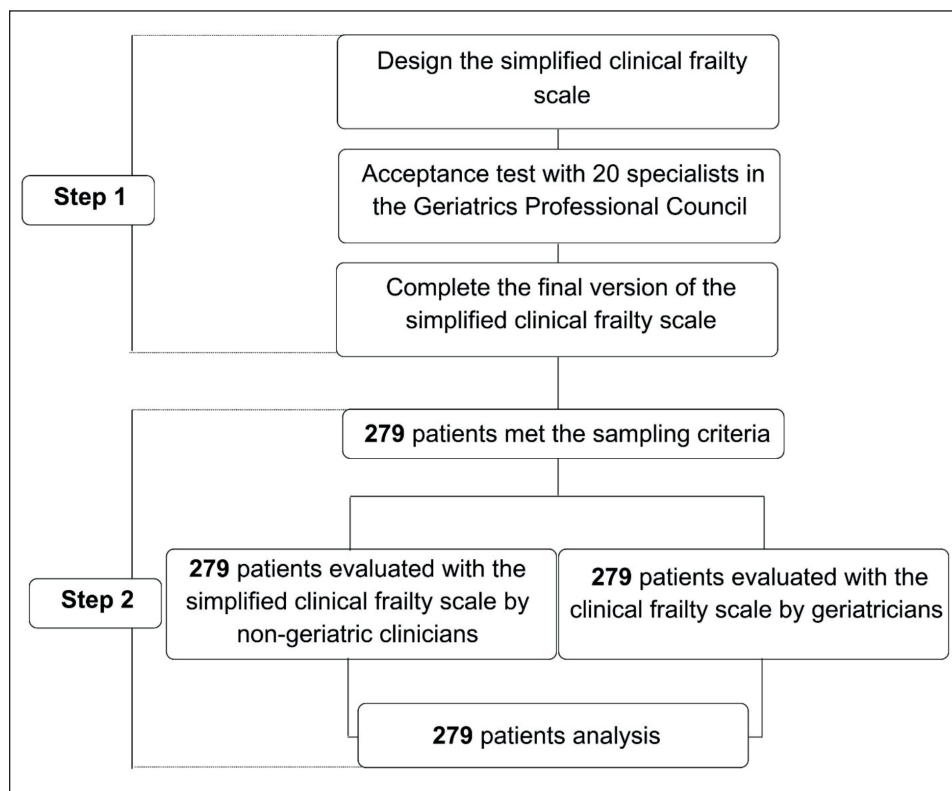 Design the simplified clinical frailty
scale
Step 1
Acceptance test with 20 specialists in
the Geriatrics Professional Council
Complete the final version of the
simplified clinical frailty scale
279 patients met the sampling criteria
Step 2
279 patients evaluated with the
simplified clinical frailty scale by
non-geriatric clinicians
279 patients evaluated with the
clinical frailty scale by geriatricians
279 patients analysis